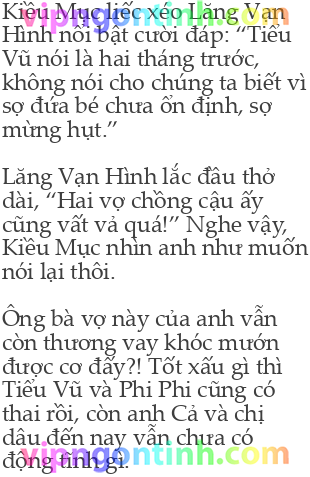 Kiều Mục liếc xéo Lăng Vạn
Hình nổi bật cười đáp: “Tiểu
Vũ nói là hai tháng trước,
không nói cho chúng ta biết vì
sợ đứa bé chưa ổn định, sợ
mừng hụt.”
Lăng Vạn Hình lắc đầu thở
dài, “Hai vợ chồng cậu ấy
cũng vất vả quá!” Nghe vậy,
Kiều Mục nhìn anh như muốn
nói lại thôi.
Ông bà vợ này của anh vẫn
còn thương vay khóc mướn
được cơ đấy?! Tốt xấu gì thì
Tiểu Vũ và Phi Phi cũng có
thai rồi, còn anh Cả và chị
dâu đến nay vẫn chưa có
động tĩnh gì.
vipngontinh.com
vipngontinh.com